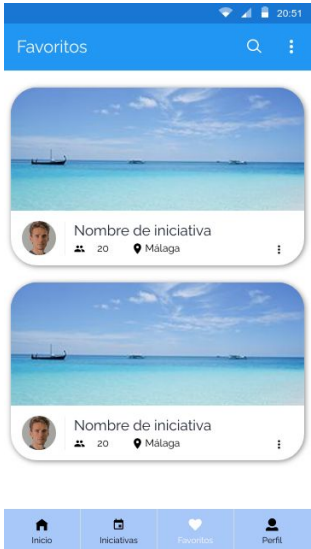 20:51
Favoritos
Nombre de iniciativa
20 Málaga
Nombre de iniciativa
20 Málaga
Inicio Iniciativas Favoritos Perfil